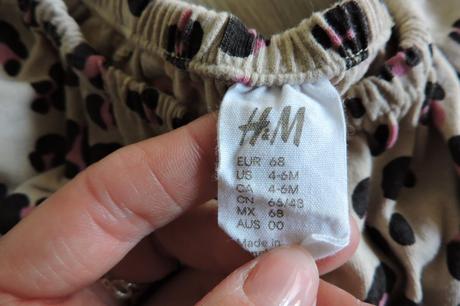 H&M
EUR 68
US 4-6M
CA 4-6M
CN 66/43
MX 68
AUS 00
Made in